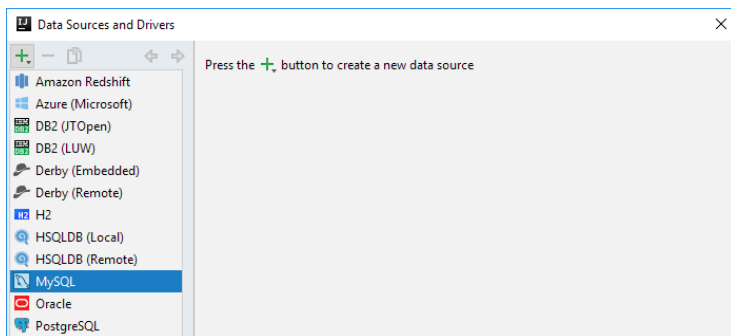 Data Sources and Drivers
Press the + button to create a new data source
Amazon Redshift
Azure (Microsoft)
DB2 (JTOpen)
DB2 (LUW)
Derby (Embedded)
Derby (Remote)
H2
HSQLDB (Local)
HSQLDB (Remote)
MySQL
Oracle
PostgreSQL